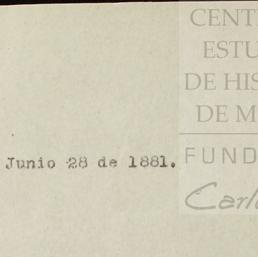 CENT
ESTU
DE HIS
DE M
FUND
Carl
Junio 28 de 1881.